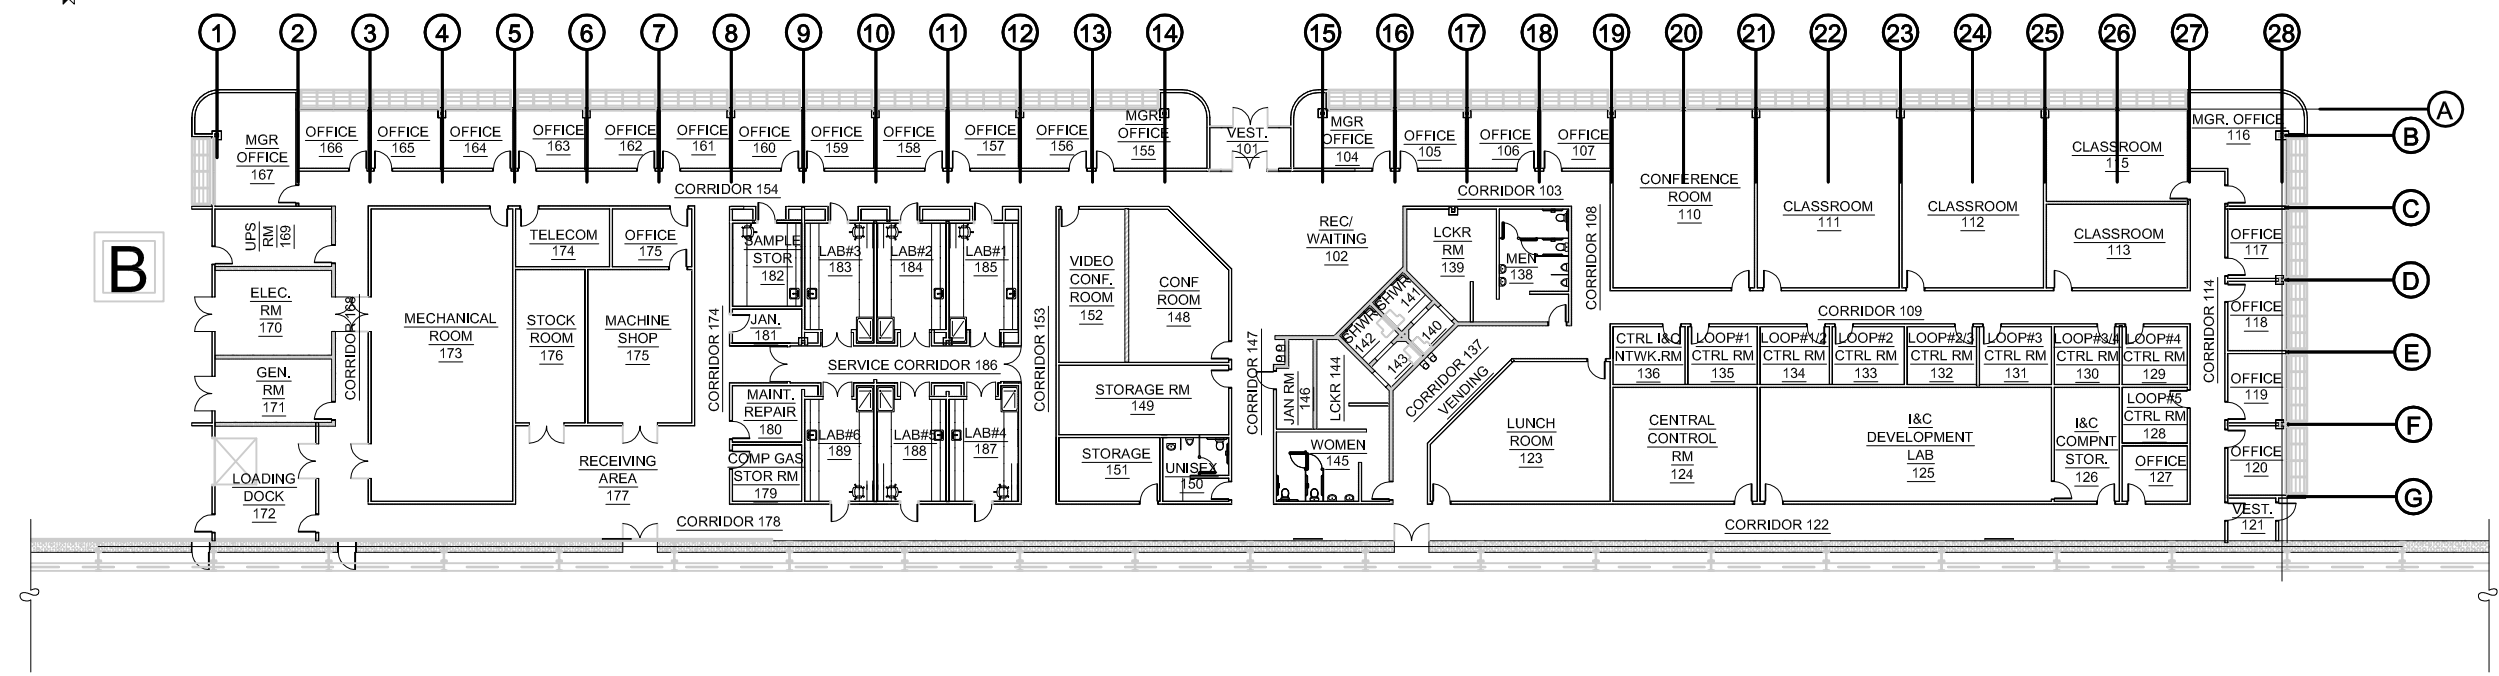 1 2 3 4 5 6 7 8 9 10 11 12 13 14 15 16 17 18 19 20 21 22 23 24 25 26 27 28
A
B
C
D
E
F
G
B
MGR
OFFICE
167
OFFICE
166
OFFICE
165
OFFICE
164
OFFICE
163
OFFICE
162
OFFICE
161
OFFICE
160
OFFICE
159
OFFICE
158
OFFICE
157
OFFICE
156
MGR.
OFFICE
155
VEST.
101
MGR
OFFICE
104
OFFICE
105
OFFICE
106
OFFICE
107
CONFERENCE
ROOM
110
CLASSROOM
111
CLASSROOM
112
CLASSROOM
115
CLASSROOM
113
MGR. OFFICE
116
CORRIDOR 154
CORRIDOR 103
UPS
RM
169
ELEC.
RM
170
GEN.
RM
171
LOADING
DOCK
172
CORRIDOR 168
MECHANICAL
ROOM
173
TELECOM
174
OFFICE
175
STOCK
ROOM
176
MACHINE
SHOP
175
RECEIVING
AREA
177
CORRIDOR 174
SAMPLE
STOR
182
JAN.
181
LAB#3
183
LAB#2
184
LAB#1
185
SERVICE CORRIDOR 186
MAINT.
REPAIR
180
COMP GAS
STOR RM
179
LAB#6
189
LAB#5
188
LAB#4
187
CORRIDOR 178
CORRIDOR 153
VIDEO
CONF.
ROOM
152
CONF
ROOM
148
STORAGE RM
149
STORAGE
151
UNISEX
150
CORRIDOR 147
REC/
WAITING
102
LCKR
RM
139
MEN
138
CORRIDOR 108
SHWR
141
SHWR
142
140
143
JAN RM
146
LCKR 144
WOMEN
145
CORRIDOR 137
VENDING
LUNCH
ROOM
123
CORRIDOR 109
CTRL I&C
NTWK.RM
136
LOOP#1
CTRL RM
135
LOOP#1/2
CTRL RM
134
LOOP#2
CTRL RM
133
LOOP#2/3
CTRL RM
132
LOOP#3
CTRL RM
131
LOOP#3/4
CTRL RM
130
LOOP#4
CTRL RM
129
CENTRAL
CONTROL
RM
124
I&C
DEVELOPMENT
LAB
125
I&C
COMPNT
STOR.
126
LOOP#5
CTRL RM
128
OFFICE
127
CORRIDOR 122
CORRIDOR 114
OFFICE
117
OFFICE
118
OFFICE
119
OFFICE
120
VEST.
121